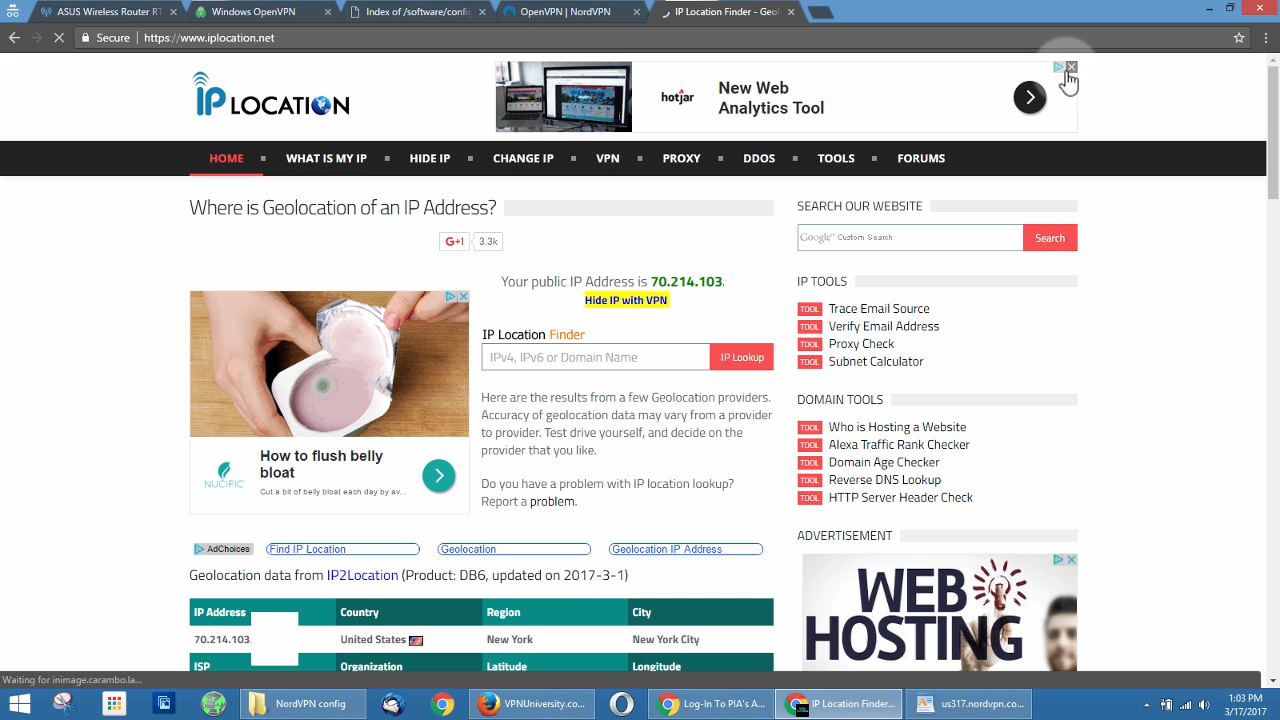 ASUS Wireless Router RT
Windows OpenVPN
Index of /software/confi
OpenVPN | NordVPN
IP Location Finder - Geol
Secure
https://www.iplocation.net
IP LOCATION
hotjar
New Web
Analytics Tool
HOME
WHAT IS MY IP
HIDE IP
CHANGE IP
VPN
PROXY
DDOS
TOOLS
FORUMS
Where is Geolocation of an IP Address?
G+1 3.3k
Your public IP Address is 70.214.103.
Hide IP with VPN
IP Location Finder
IPv4, IPv6 or Domain Name
IP Lookup
Here are the results from a few Geolocation providers.
Accuracy of geolocation data may vary from a provider
to provider. Test drive yourself, and decide on the
provider that you like.
Do you have a problem with IP location lookup?
Report a problem.
How to flush belly
bloat
NUCIFIC
Cut a bit of belly bloat each day by av...
AdChoices
Find IP Location
Geolocation
Geolocation IP Address
Geolocation data from IP2Location (Product: DB6, updated on 2017-3-1)
IP Address Country Region City
70.214.103. United States New York New York City
ISP Organization Latitude Longitude
SEARCH OUR WEBSITE
Google Custom Search
Search
IP TOOLS
TOOL Trace Email Source
TOOL Verify Email Address
TOOL Proxy Check
TOOL Subnet Calculator
DOMAIN TOOLS
TOOL Who is Hosting a Website
TOOL Alexa Traffic Rank Checker
TOOL Domain Age Checker
TOOL Reverse DNS Lookup
TOOL HTTP Server Header Check
ADVERTISEMENT
WEB
HOSTING
Waiting for inimage.carambo.la...
NordVPN config
VPNUniversity.co...
Log-In To PIA's A...
IP Location Finder...
us317.nordvpn.co...
1:03 PM
3/17/2017